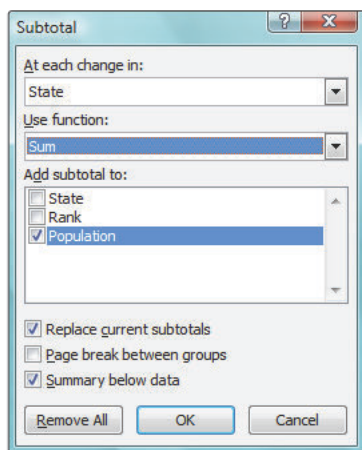 Subtotal
At each change in:
State
Use function:
Sum
Add subtotal to:
State
Rank
Population
Replace current subtotals
Page break between groups
Summary below data
Remove All OK Cancel